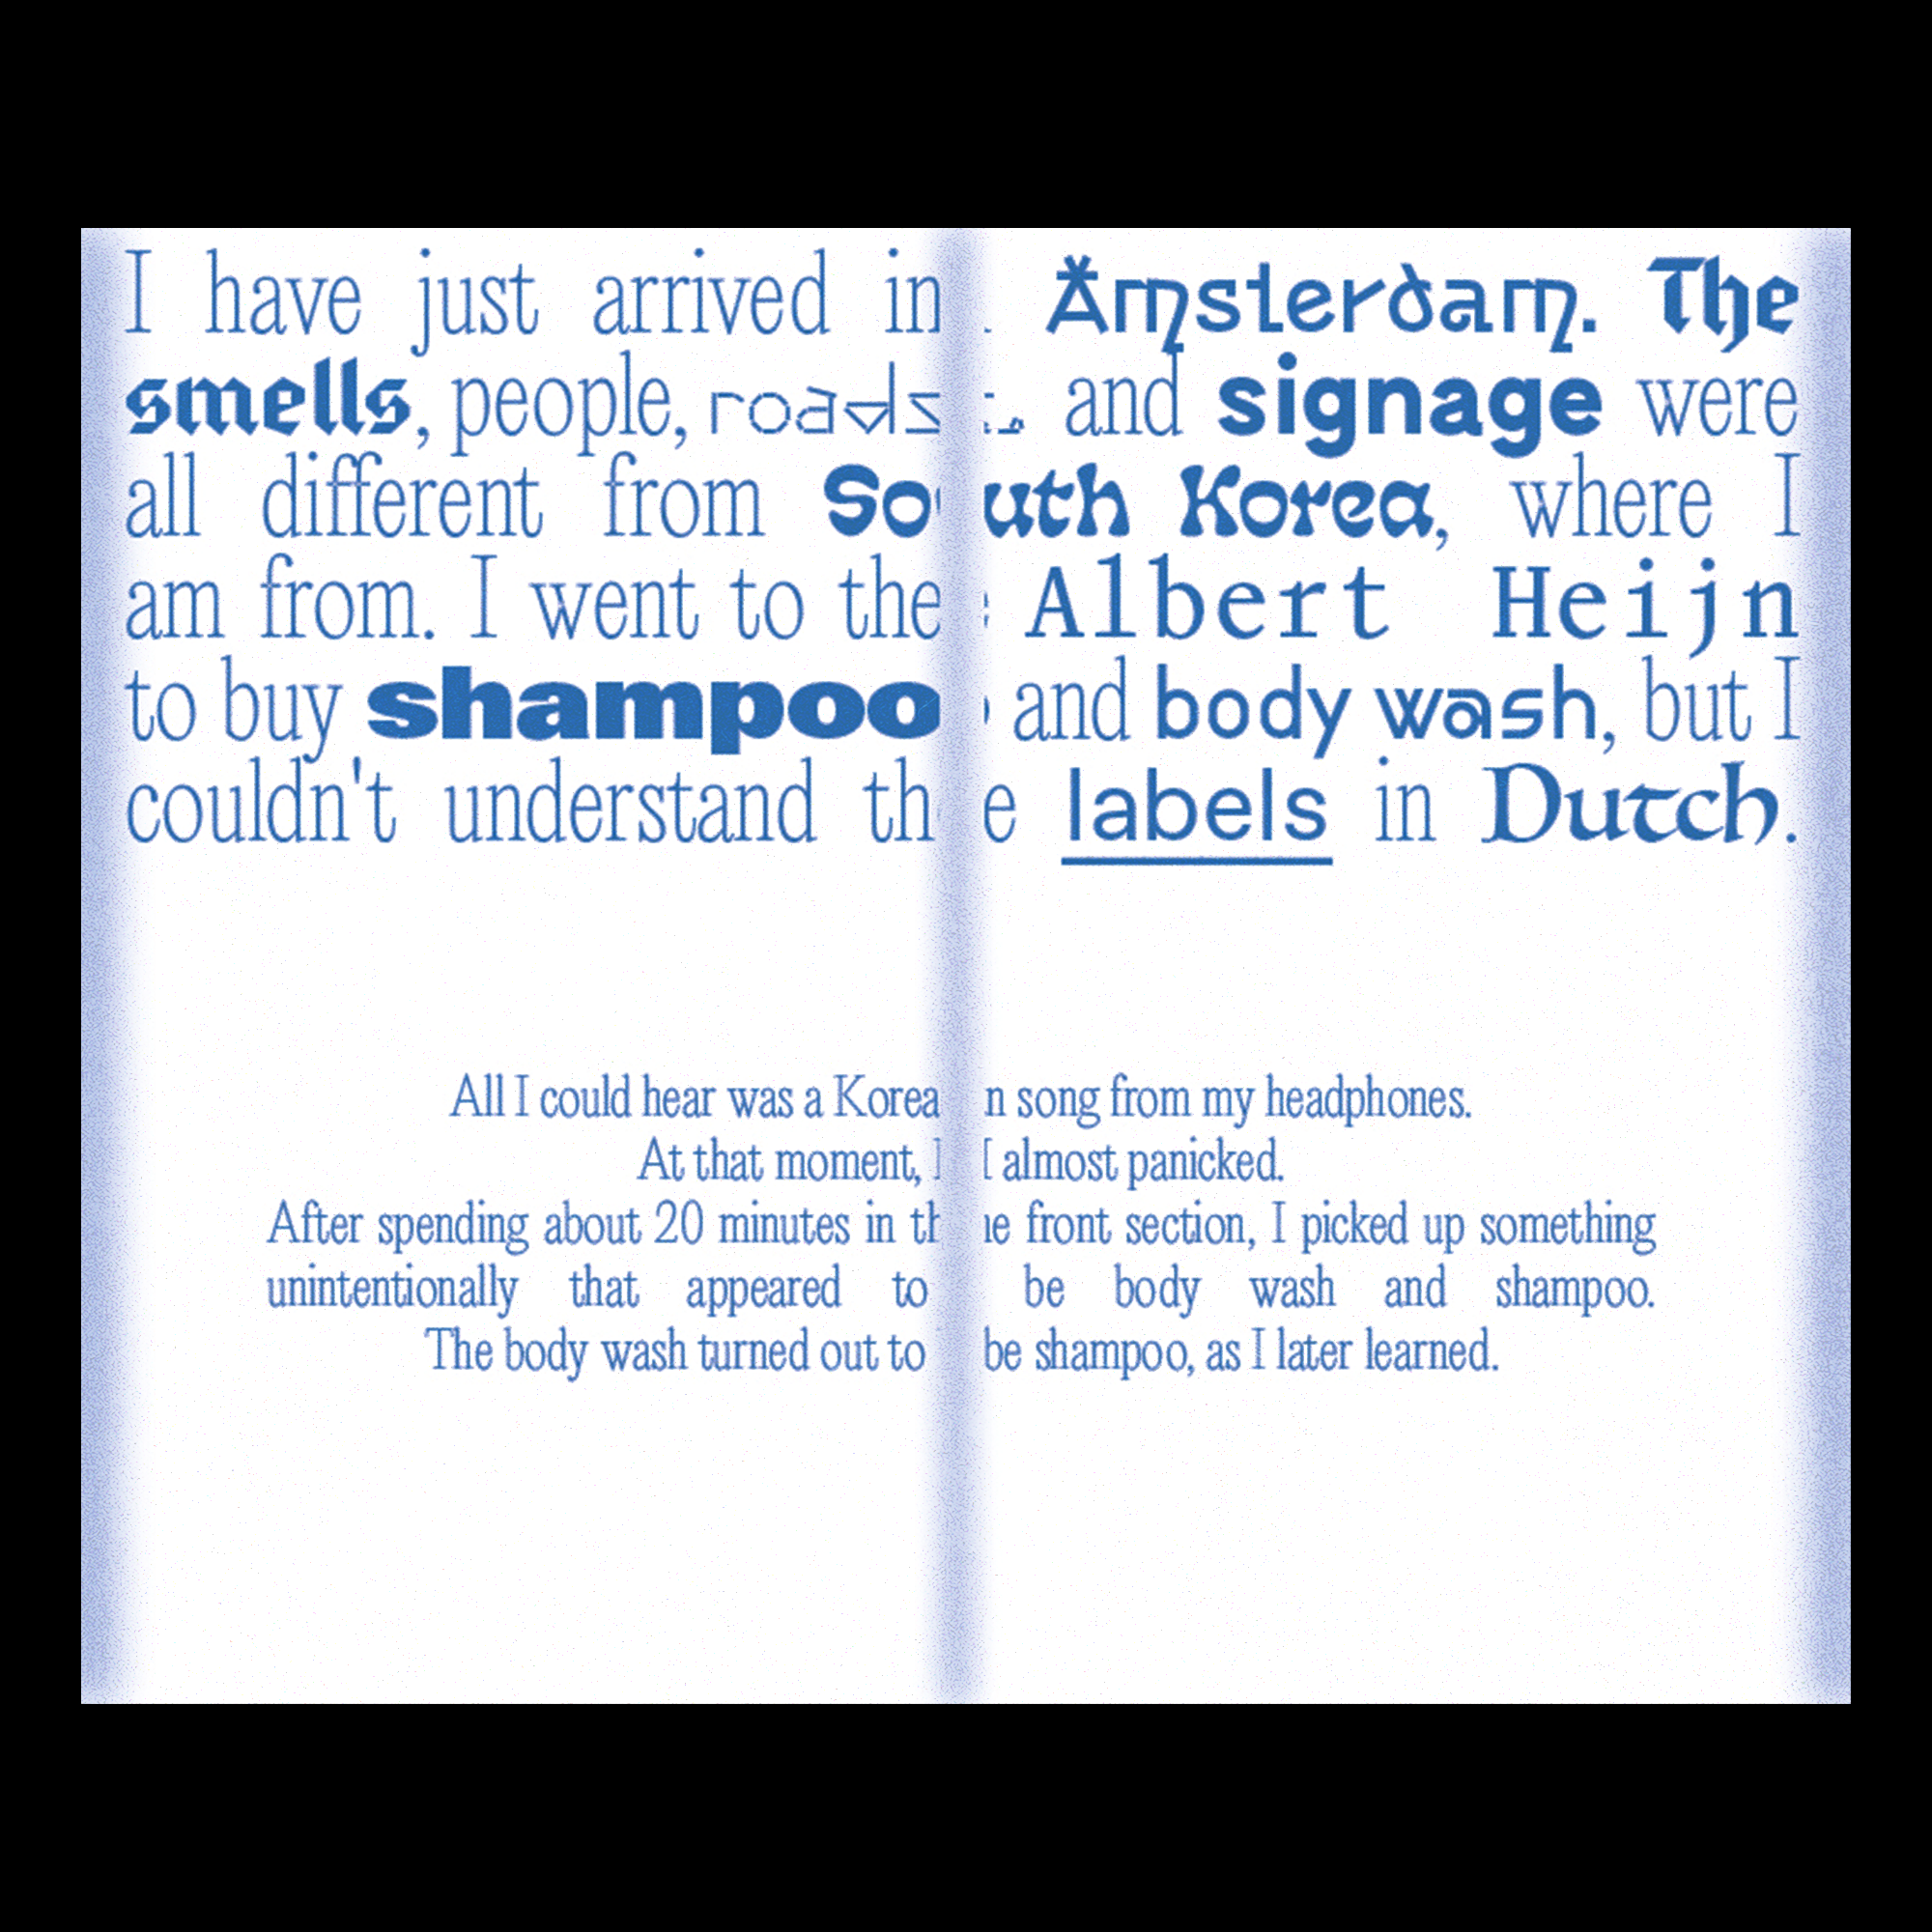 I have just arrived in Amsterdam. The
smells, people, roads, and signage were
all different from South Korea, where I
am from. I went to the Albert Heijn
to buy shampoo and body wash, but I
couldn't understand the labels in Dutch.
All I could hear was a Korean song from my headphones.
At that moment, I almost panicked.
After spending about 20 minutes in the front section, I picked up something
unintentionally that appeared to be body wash and shampoo.
The body wash turned out to be shampoo, as I later learned.